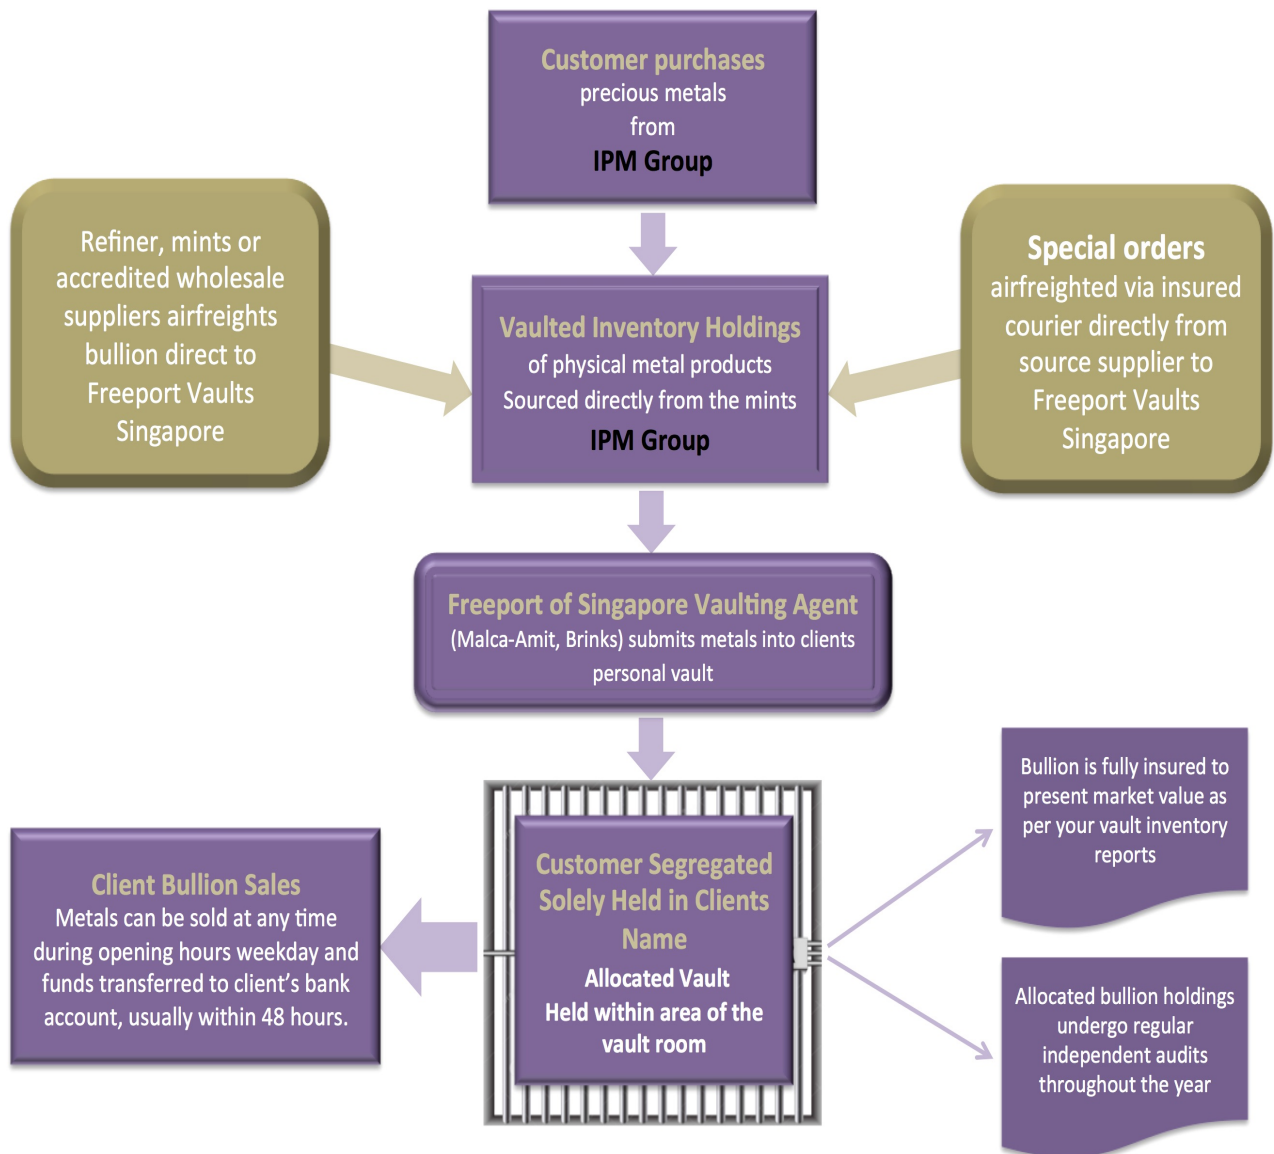 Customer purchases
precious metals
from
IPM Group
Refiner, mints or
accredited wholesale
suppliers airfreights
bullion direct to
Freeport Vaults
Singapore
Vaulted Inventory Holdings
of physical metal products
Sourced directly from the mints
IPM Group
Special orders
airfreighted via insured
courier directly from
source supplier to
Freeport Vaults
Singapore
Freeport of Singapore Vaulting Agent
(Malca-Amit, Brinks) submits metals into clients
personal vault
Client Bullion Sales
Metals can be sold at any time
during opening hours weekday and
funds transferred to client’s bank
account, usually within 48 hours.
Customer Segregated
Solely Held in Clients
Name
Allocated Vault
Held within area of the
vault room
Bullion is fully insured to
present market value as
per your vault inventory
reports
Allocated bullion holdings
undergo regular
independent audits
throughout the year